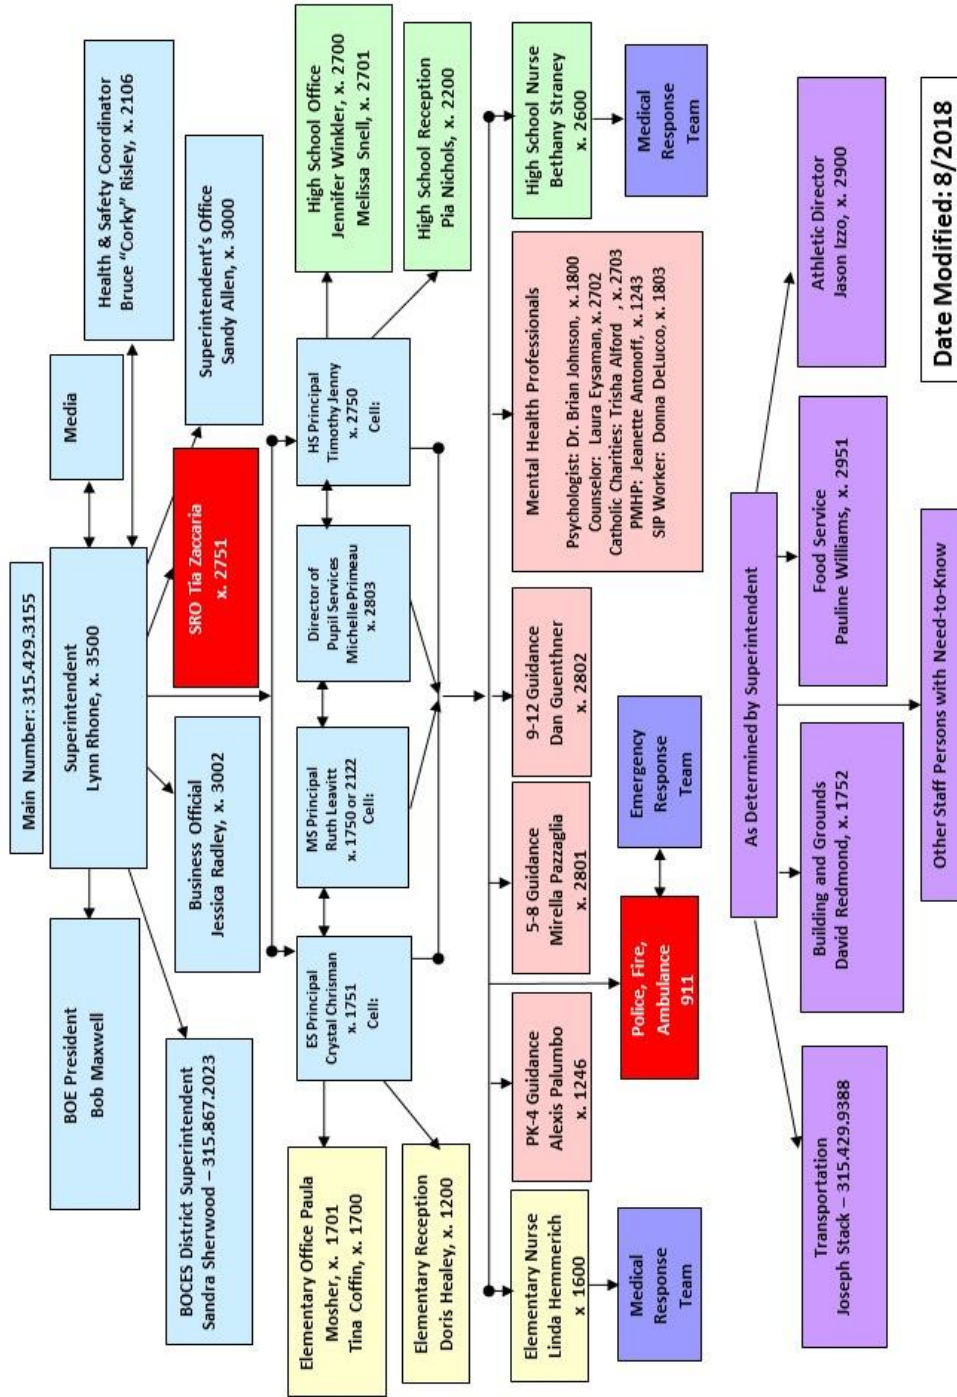 Main Number: 315.429.3155
Superintendent
Lynn Rhone, x. 3500
Media
BOE President
Bob Maxwell
Health & Safety Coordinator
Bruce “Corky” Risley, x. 2106
BOCES District Superintendent
Sandra Sherwood – 315.867.2023
Business Official
Jessica Radley, x. 3002
SRO Tia Zaccaria
x. 2751
Superintendent’s Office
Sandy Allen, x. 3000
Elementary Office Paula
Mosher, x. 1701
Tina Coffin, x. 1700
ES Principal
Crystal Chrisman
x. 1751
Cell:
MS Principal
Ruth Leavitt
x. 1750 or 2122
Cell:
Director of
Pupil Services
Michelle Primeau
x. 2803
HS Principal
Timothy Jenny
x. 2750
Cell:
High School Office
Jennifer Winkler, x. 2700
Melissa Snell, x. 2701
Elementary Reception
Doris Healey, x. 1200
High School Reception
Pia Nichols, x. 2200
Elementary Nurse
Linda Hemmerich
x 1600
PK-4 Guidance
Alexis Palumbo
x. 1246
5-8 Guidance
Mirella Pazzaglia
x. 2801
9-12 Guidance
Dan Guenthner
x. 2802
Mental Health Professionals
Psychologist: Dr. Brian Johnson, x. 1800
Counselor: Laura Eysaman, x. 2702
Catholic Charities: Trisha Alford , x. 2703
PMHP: Jeanette Antonoff, x. 1243
SIP Worker: Donna DeLucco, x. 1803
High School Nurse
Bethany Straney
x. 2600
Medical
Response
Team
Police, Fire,
Ambulance
911
Emergency
Response
Team
Medical
Response
Team
As Determined by Superintendent
Transportation
Joseph Stack – 315.429.9388
Building and Grounds
David Redmond, x. 1752
Food Service
Pauline Williams, x. 2951
Athletic Director
Jason Izzo, x. 2900
Other Staff Persons with Need-to-Know
Date Modified: 8/2018